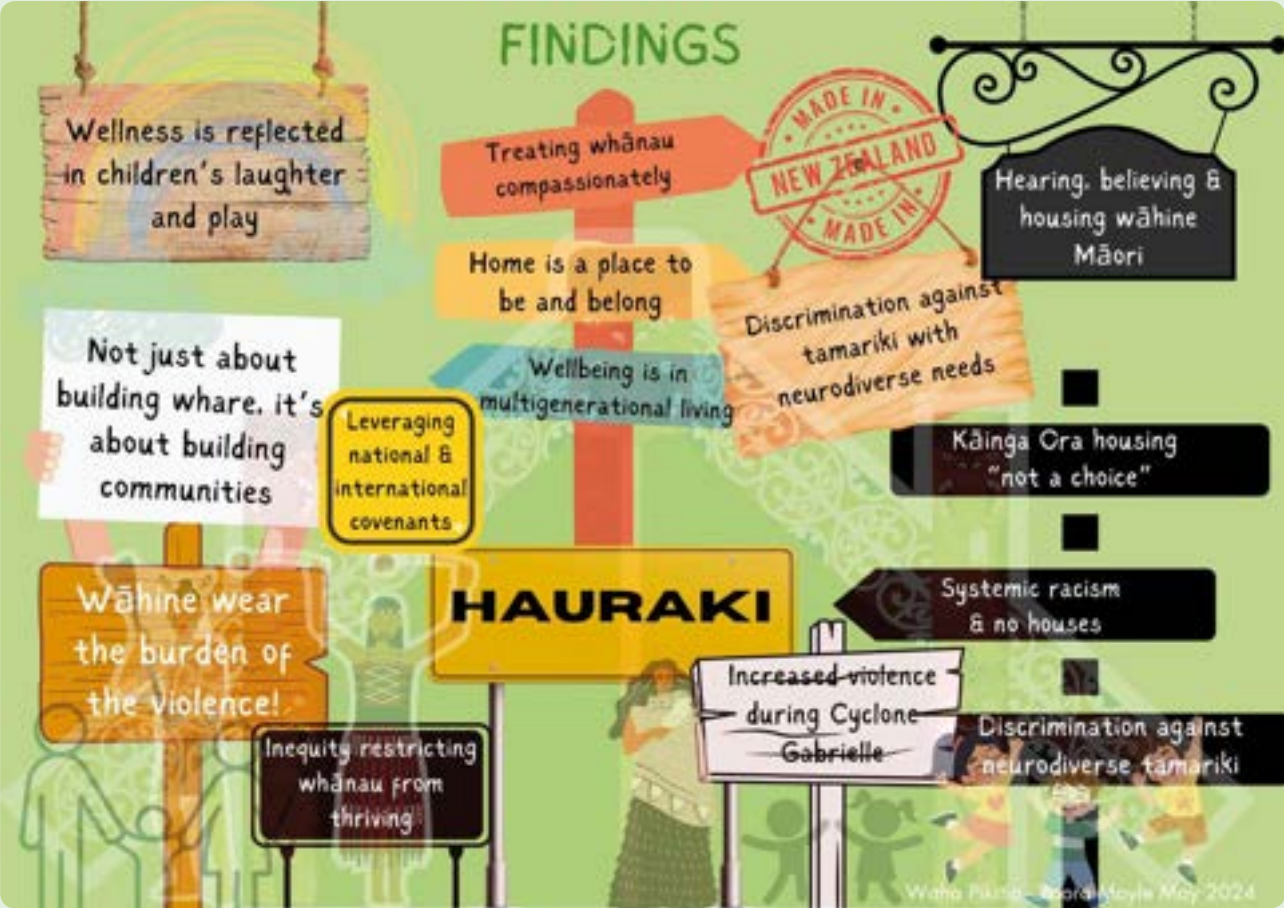 FINDINGS
Wellness is reflected
in children's laughter
and play
Treating whānau
compassionately
MADE IN
NEW ZEALAND
MADE IN
Hearing, believing &
housing wāhine
Māori
Home is a place to
be and belong
Discrimination against
tamariki with
neurodiverse needs
Not just about
building whare, it's
about building
communities
Wellbeing is in
multigenerational living
Leveraging
national &
international
covenants
Kāinga Ora housing
"not a choice"
Wāhine wear
the burden of
the violence!
HAURAKI
Systemic racism
& no houses
Increased violence
during Cyclone
Gabrielle
Discrimination against
neurodiverse tamariki
Inequity restricting
whānau from
thriving
Moyle May 2024